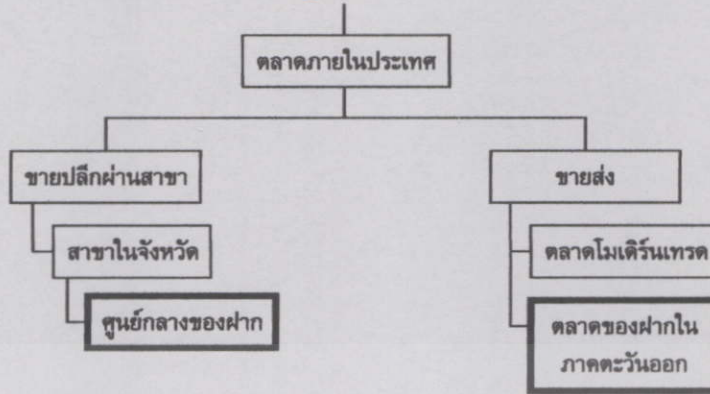 ตลาดภายในประเทศ
ขายปลีกผ่านสาขา
ขายส่ง
สาขาในจังหวัด
ตลาดโมเดิร์นเทรด
ศูนย์กลางของฝาก
ตลาดของฝากใน
ภาคตะวันออก